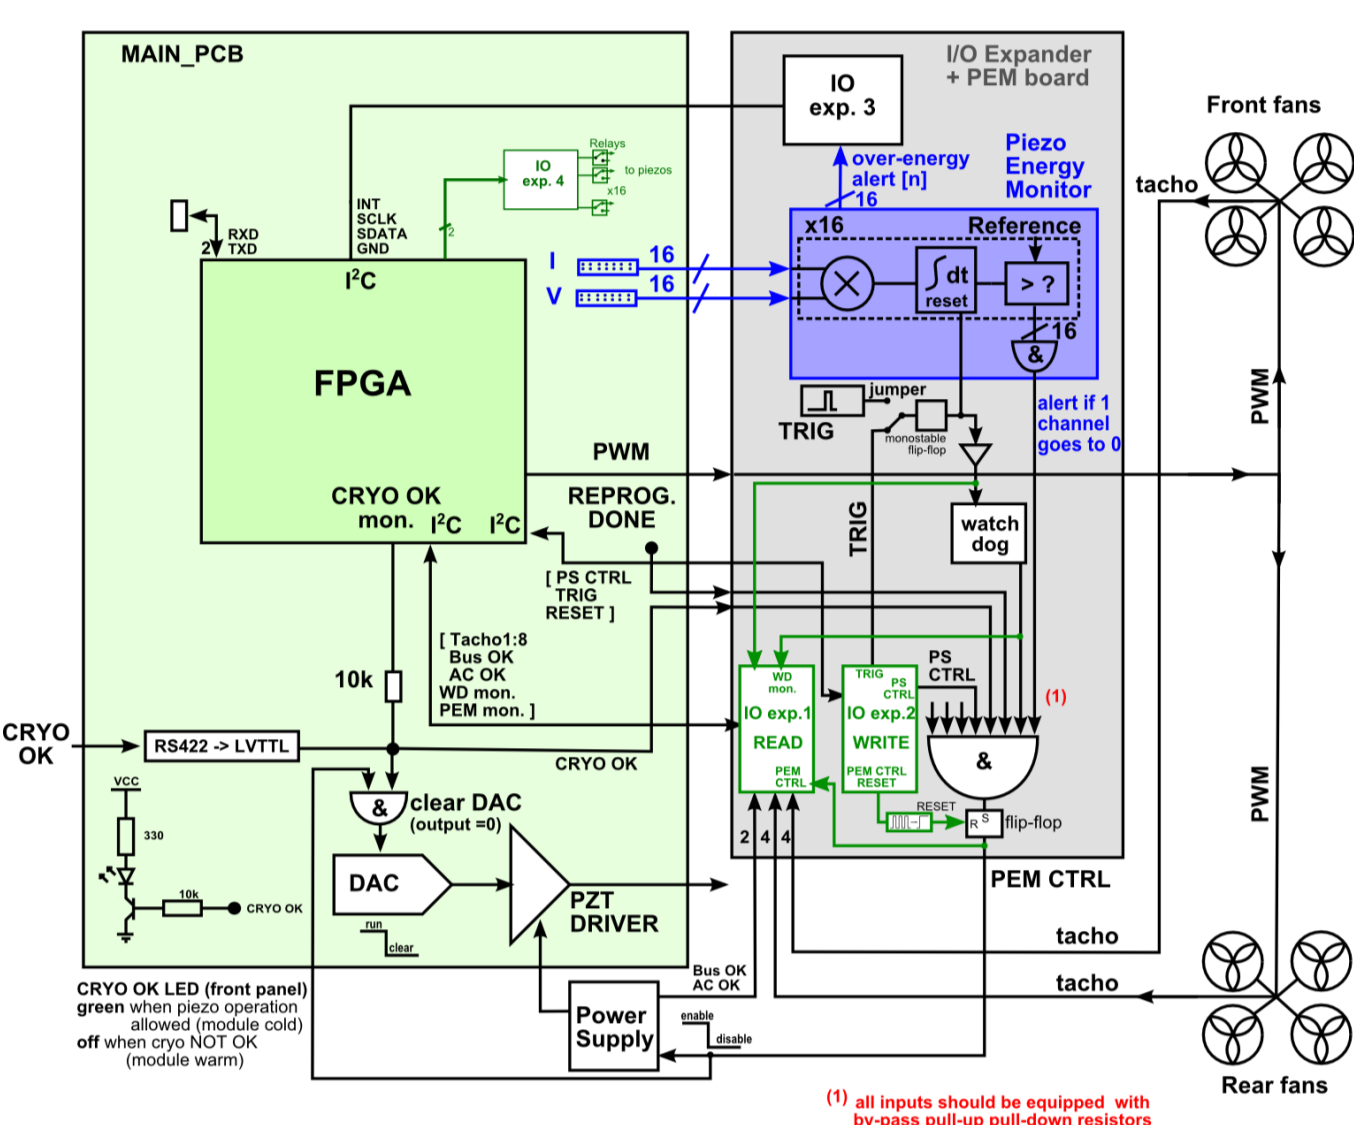 MAIN_PCB
I/O Expander
+ PEM board
IO
exp. 3
Front fans
Piezo
Energy
Monitor
over-energy
alert [n]
16
tacho
Relays
IO
exp. 4
to piezos
x16
2
INT
SCLK
SDATA
GND
RXD
2 TXD
I²C
I 16
V 16
x16
Reference
∫ dt
reset
> ?
16
&
FPGA
TRIG
jumper
monostable
flip-flop
alert if 1
channel
goes to 0
PWM
PWM
CRYO OK
mon. I²C I²C
REPROG.
DONE
TRIG
watch
dog
[ PS CTRL
TRIG
RESET ]
[ Tacho1:8
Bus OK
AC OK
WD mon.
PEM mon. ]
10k
WD
mon.
IO exp.1
READ
PEM
CTRL
TRIG
PS
CTRL
IO exp.2
WRITE
PEM CTRL
RESET
PS
CTRL
(1)
&
RESET
R S
flip-flop
CRYO
OK
RS422 -> LVTTL
CRYO OK
VCC
330
10k
CRYO OK
&
clear DAC
(output =0)
DAC
run
clear
PZT
DRIVER
2 4 4
PEM CTRL
PWM
tacho
tacho
Bus OK
AC OK
Power
Supply
enable
disable
CRYO OK LED (front panel)
green when piezo operation
allowed (module cold)
off when cryo NOT OK
(module warm)
Rear fans
(1) all inputs should be equipped with
by-pass pull-up pull-down resistors